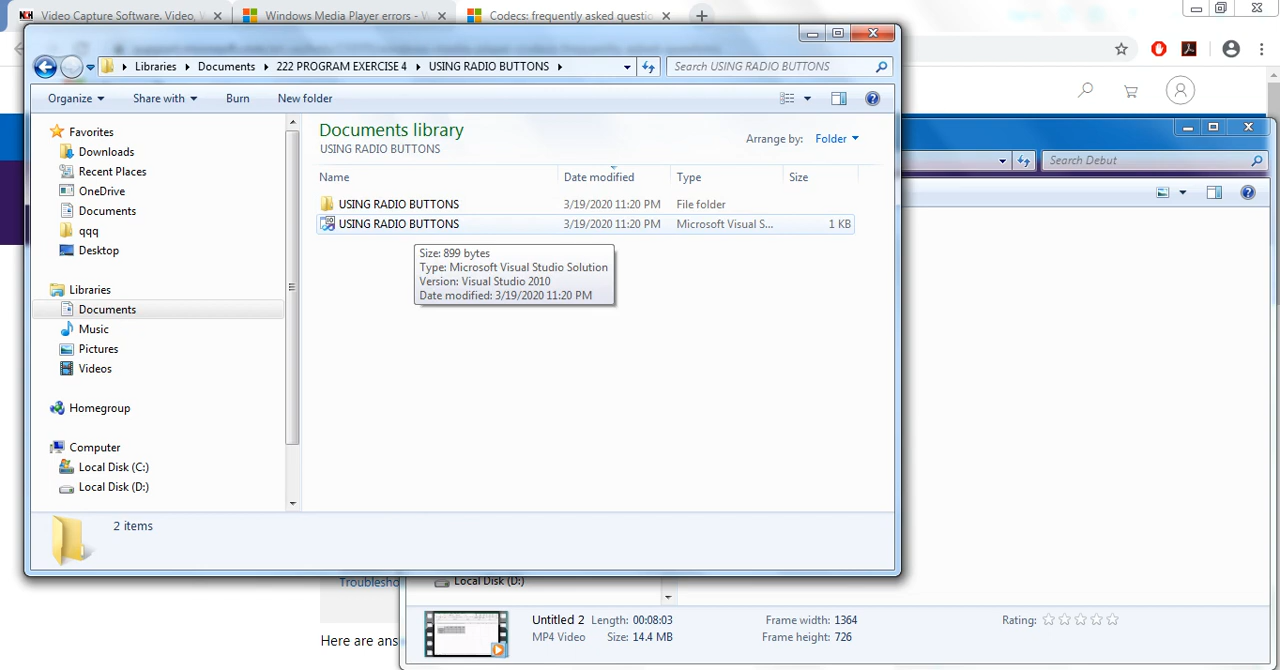 Video Capture Software. Video,
Windows Media Player errors -
Codecs: frequently asked questi
Libraries Documents 222 PROGRAM EXERCISE 4 USING RADIO BUTTONS
Search USING RADIO BUTTONS
Organize Share with Burn New folder
Favorites
Downloads
Recent Places
OneDrive
Documents
qqq
Desktop
Libraries
Documents
Music
Pictures
Videos
Homegroup
Computer
Local Disk (C:)
Local Disk (D:)
Documents library
USING RADIO BUTTONS
Arrange by: Folder
Name Date modified Type Size
USING RADIO BUTTONS 3/19/2020 11:20 PM File folder
USING RADIO BUTTONS 3/19/2020 11:20 PM Microsoft Visual S... 1 KB
Size: 899 bytes
Type: Microsoft Visual Studio Solution
Version: Visual Studio 2010
Date modified: 3/19/2020 11:20 PM
2 items
Search Debut
Troublesho
Local Disk (D:)
Here are ans
Untitled 2 Length: 00:08:03 Frame width: 1364 Rating:
MP4 Video Size: 14.4 MB Frame height: 726